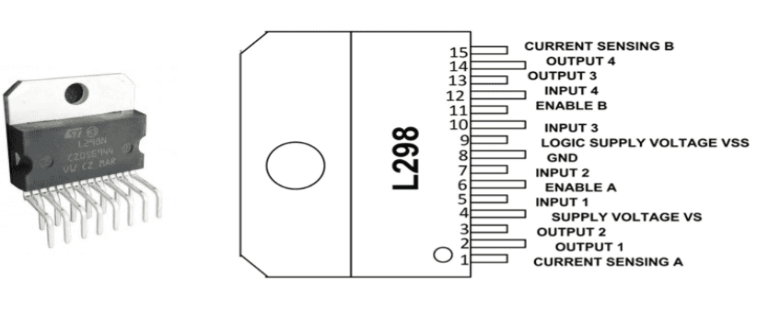 L298N
L298
15 CURRENT SENSING B
14 OUTPUT 4
13 OUTPUT 3
12 INPUT 4
11 ENABLE B
10 INPUT 3
9 LOGIC SUPPLY VOLTAGE VSS
8 GND
7 INPUT 2
6 ENABLE A
5 INPUT 1
4 SUPPLY VOLTAGE VS
3 OUTPUT 2
2 OUTPUT 1
1 CURRENT SENSING A